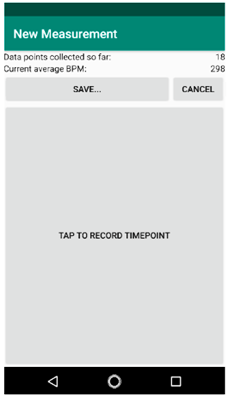 New Measurement
Data points collected so far: 18
Current average BPM: 298
SAVE... CANCEL
TAP TO RECORD TIMEPOINT